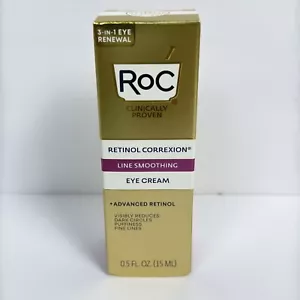 3-IN-1 EYE
RENEWAL
RoC
CLINICALLY
PROVEN
RETINOL CORREXION®
LINE SMOOTHING
EYE CREAM
+ADVANCED RETINOL
VISIBLY REDUCES
DARK CIRCLES
PUFFINESS
FINE LINES
0.5 FL. OZ. (15 ML)